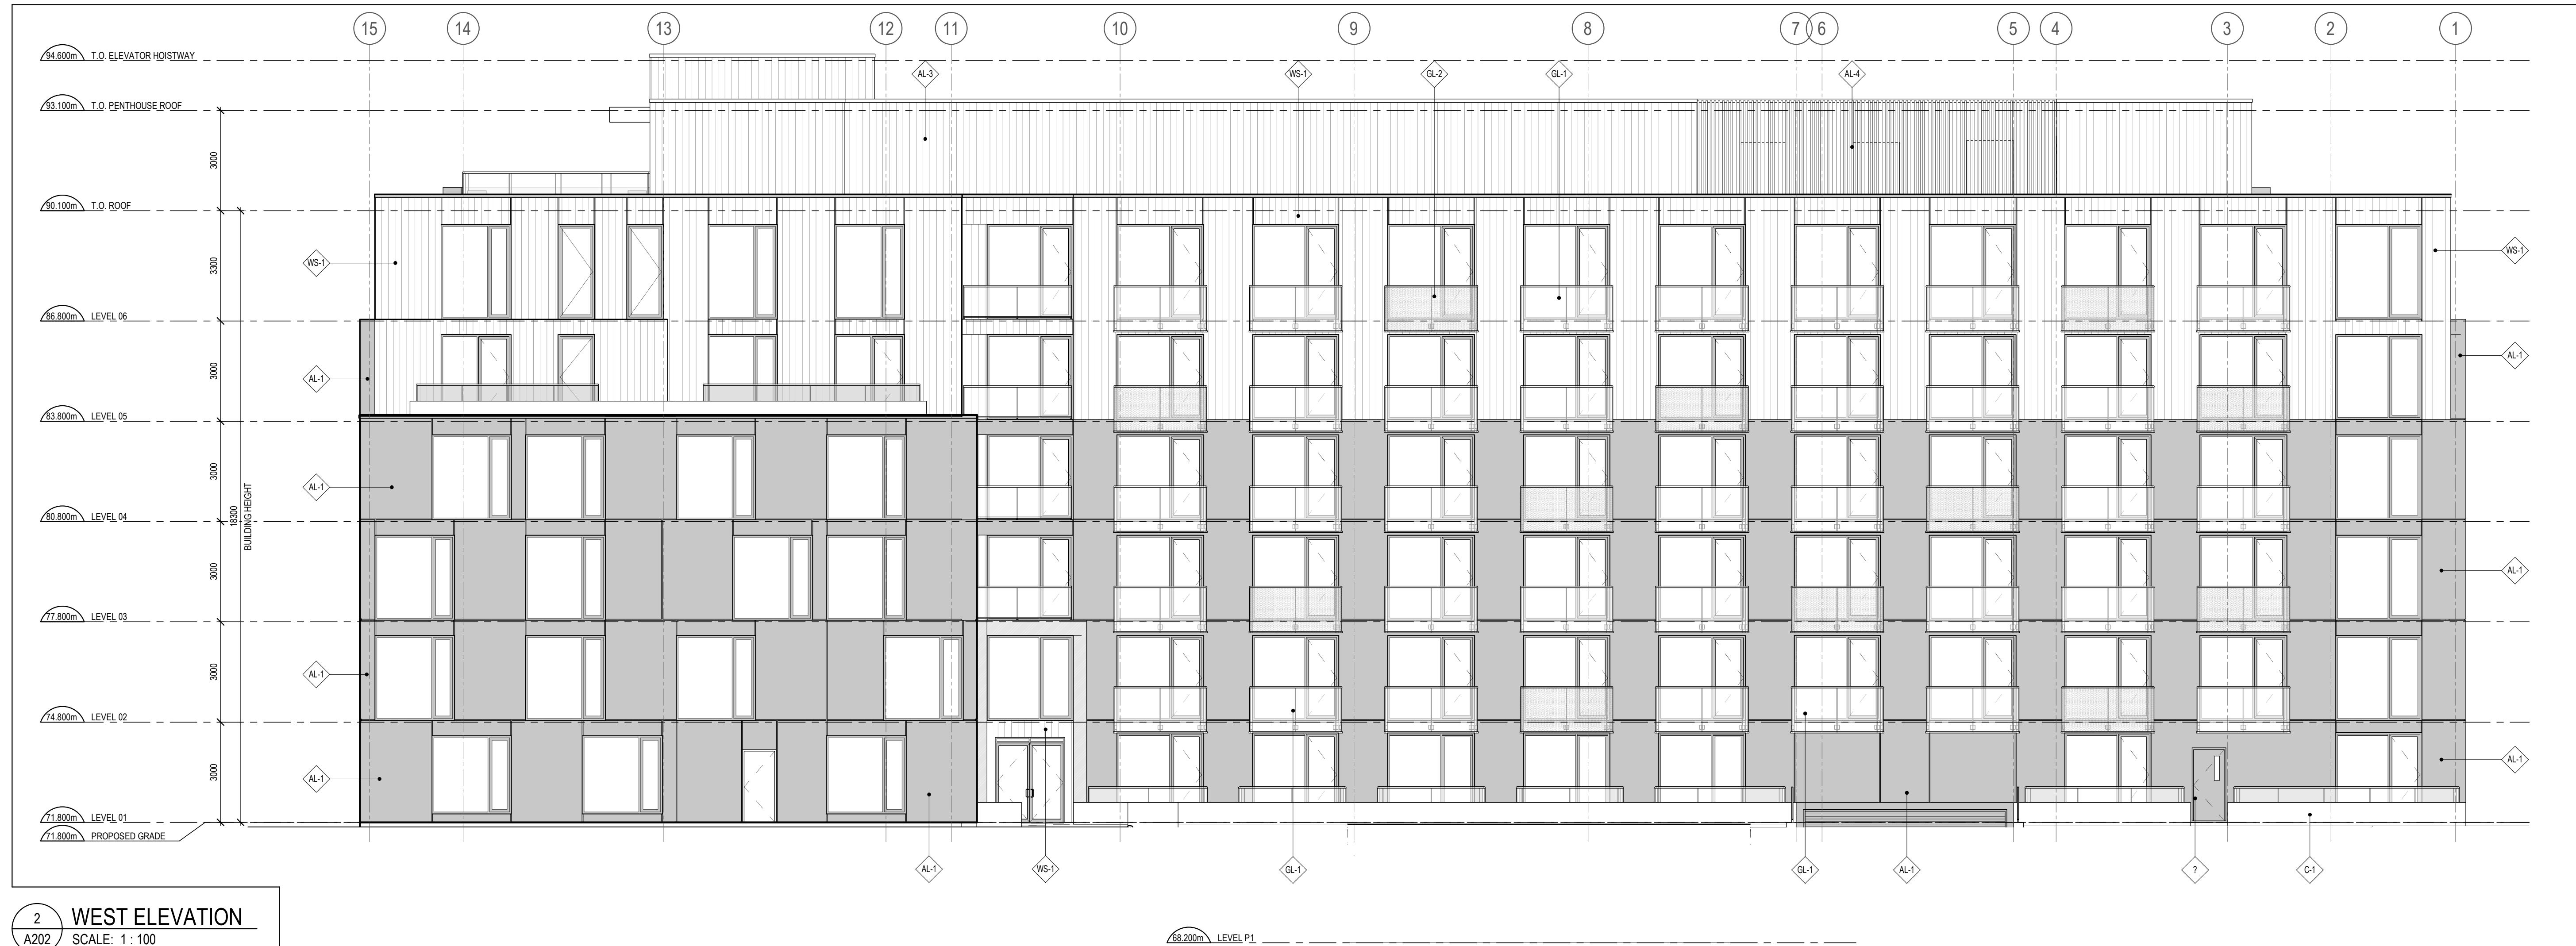 15 14 13 12 11 10 9 8 7 6 5 4 3 2 1
94.600m T.O. ELEVATOR HOISTWAY
AL-3 WS-1 GL-2 GL-1 AL-4
93.100m T.O. PENTHOUSE ROOF
3000
90.100m T.O. ROOF
WS-1 WS-1
3300
86.800m LEVEL 06
AL-1
3000
AL-1
83.800m LEVEL 05
3000
AL-1
18300
BUILDING HEIGHT
80.800m LEVEL 04
3000
AL-1
77.800m LEVEL 03
3000
AL-1
74.800m LEVEL 02
3000
AL-1
AL-1
71.800m LEVEL 01
71.800m PROPOSED GRADE
AL-1 WS-1 GL-1 GL-1 AL-1 ? C-1
2
A202
WEST ELEVATION
SCALE: 1 : 100
68.200m LEVEL P1